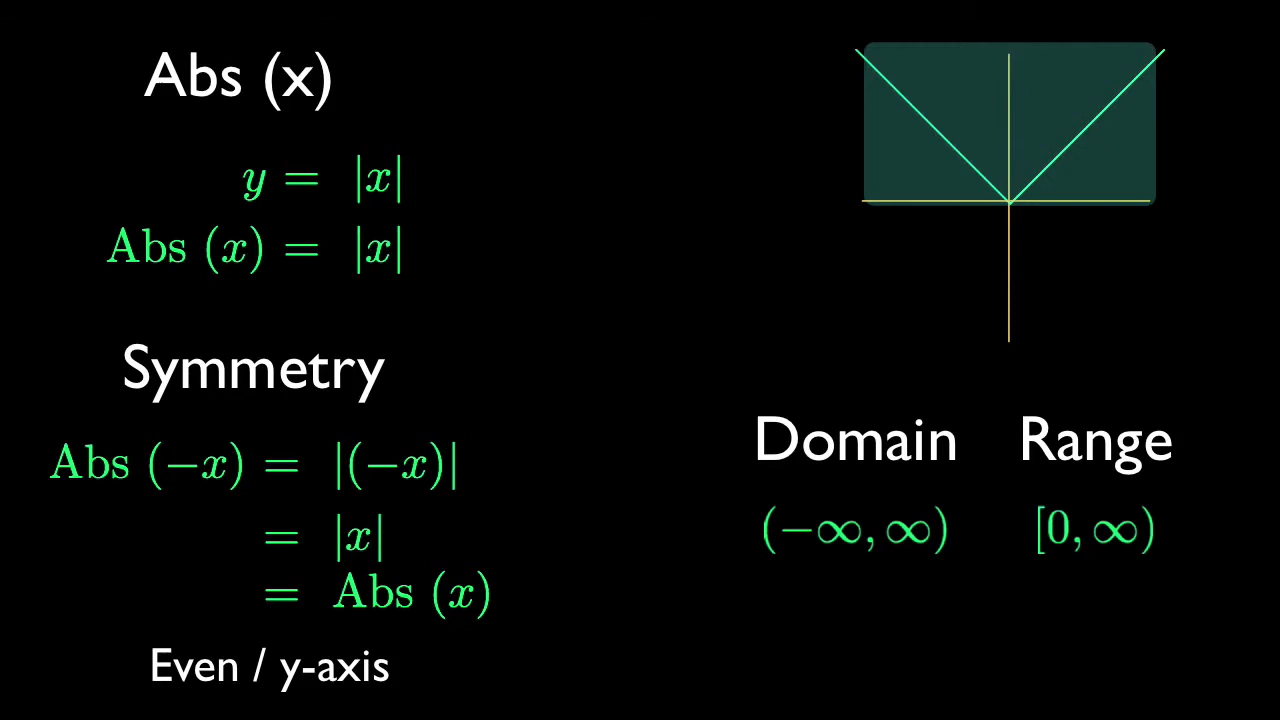 Abs (x)
y = |x|
Abs (x) = |x|
Symmetry
Abs (−x) = |(−x)|
= |x|
= Abs (x)
Even / y-axis
Domain Range
(−∞, ∞) [0, ∞)